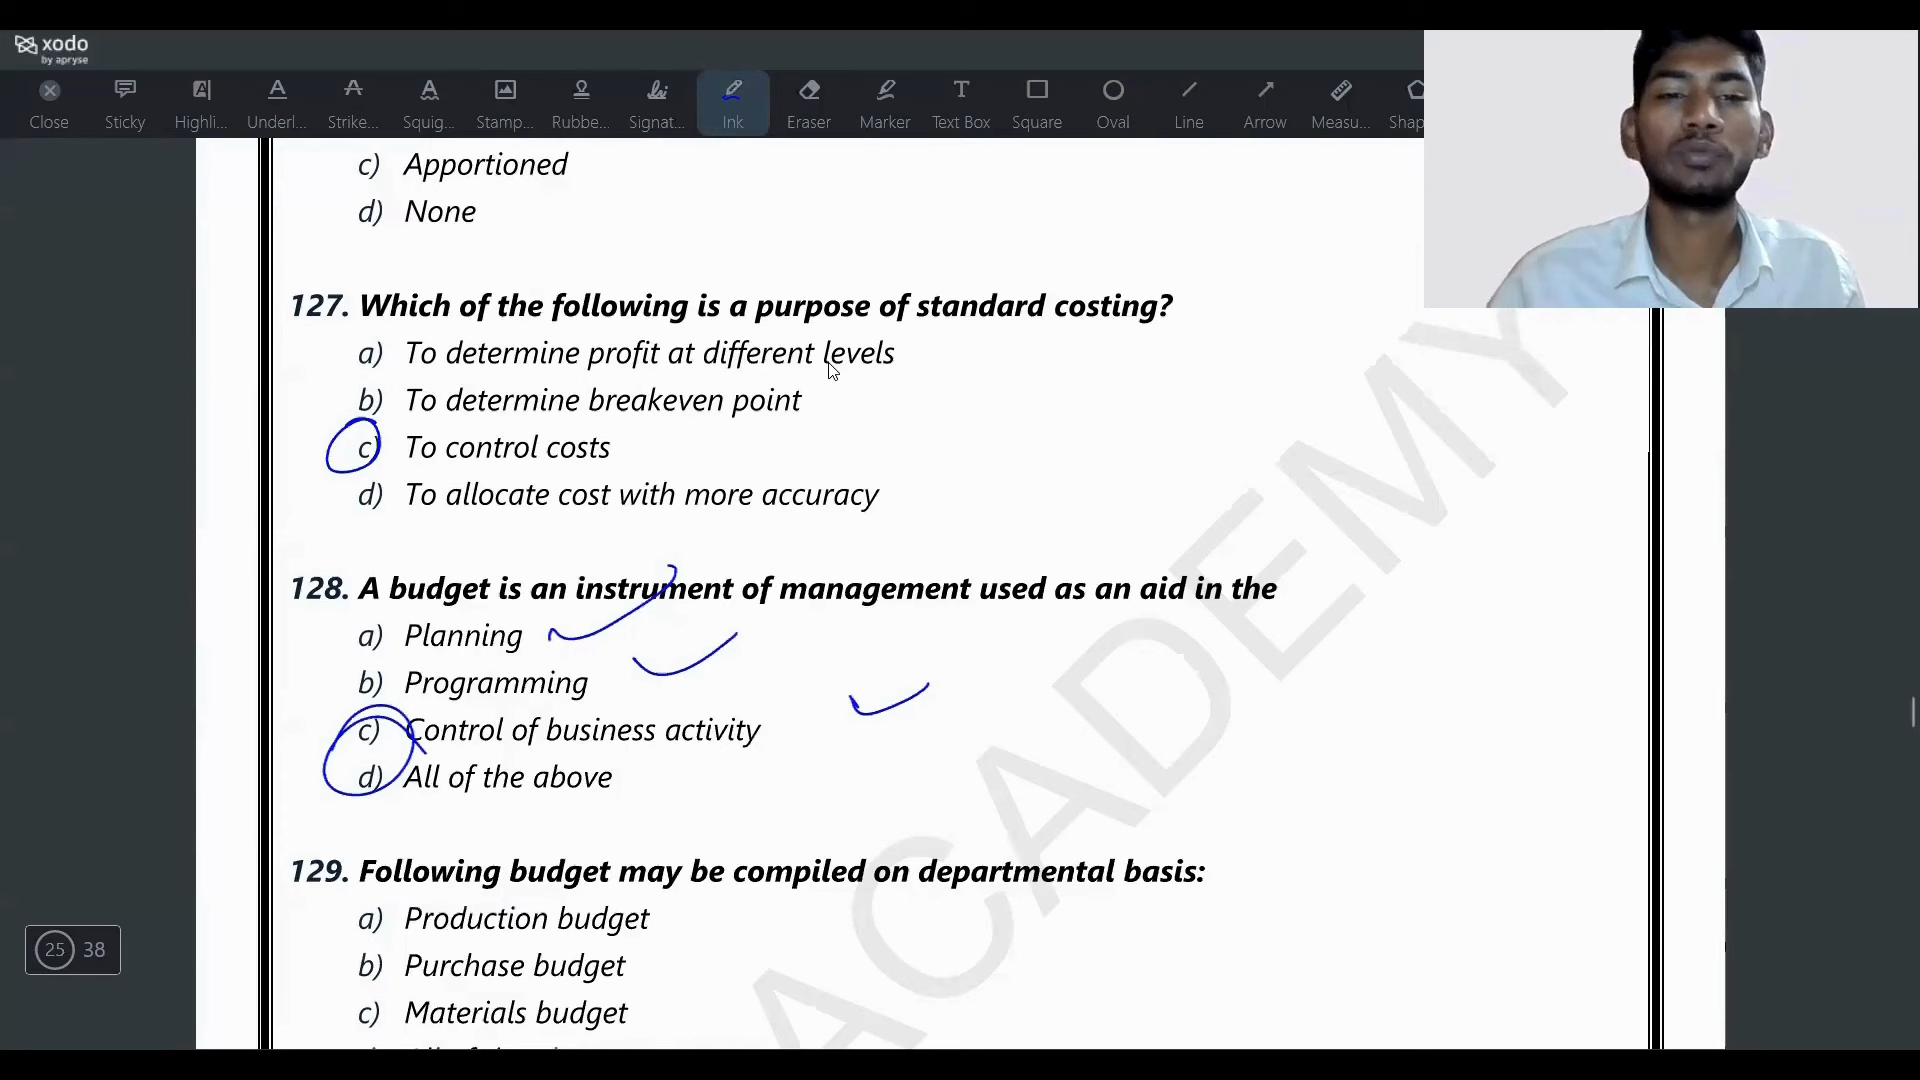 xodo
by apryse
Close
Sticky
Highli...
Underl...
Strike...
Squig...
Stamp...
Rubbe...
Signat...
Ink
Eraser
Marker
Text Box
Square
Oval
Line
Arrow
Measu...
Shap
c) Apportioned
d) None
127. Which of the following is a purpose of standard costing?
a) To determine profit at different levels
b) To determine breakeven point
c) To control costs
d) To allocate cost with more accuracy
128. A budget is an instrument of management used as an aid in the
a) Planning
b) Programming
c) Control of business activity
d) All of the above
129. Following budget may be compiled on departmental basis:
a) Production budget
b) Purchase budget
c) Materials budget
25 38
ACADEMY